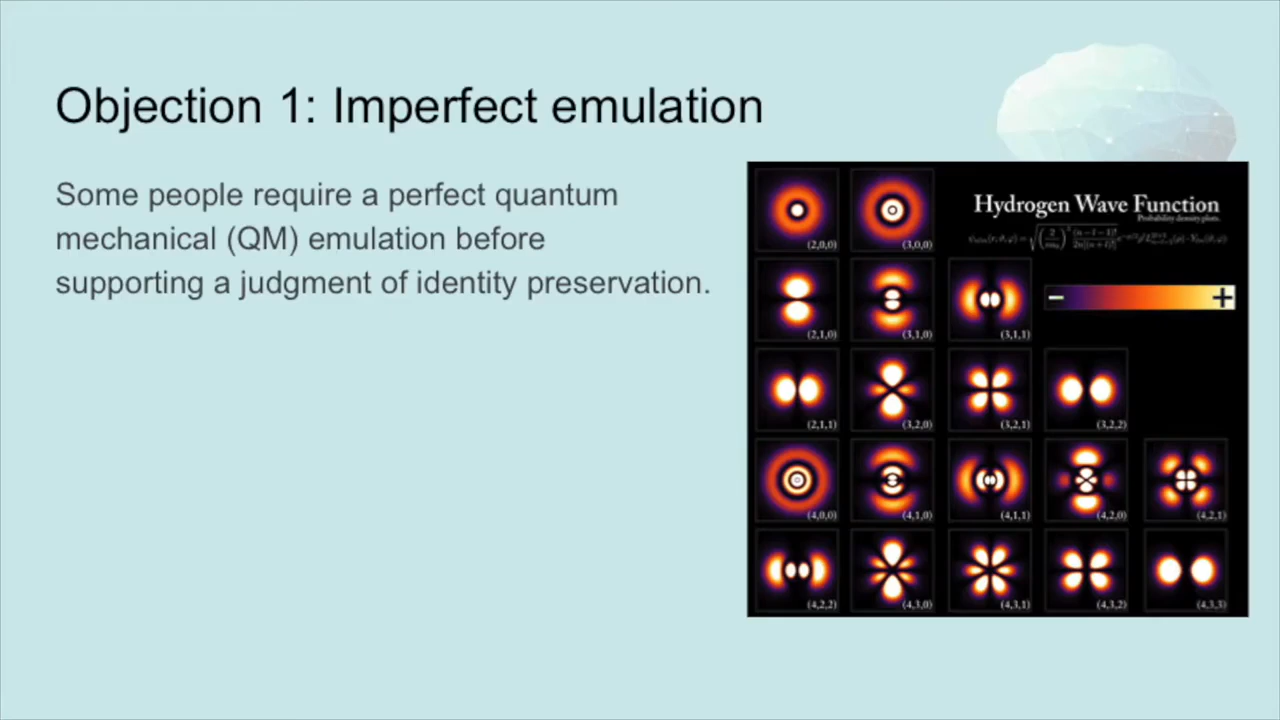 Objection 1: Imperfect emulation
Some people require a perfect quantum
mechanical (QM) emulation before
supporting a judgment of identity preservation.
Hydrogen Wave Function
Probability density plots.
− +
(2,0,0) (3,0,0)
(2,1,0) (3,1,0) (3,1,1)
(2,1,1) (3,2,0) (3,2,1) (3,2,2)
(4,0,0) (4,1,0) (4,1,1) (4,2,0) (4,2,1)
(4,2,2) (4,3,0) (4,3,1) (4,3,2) (4,3,3)